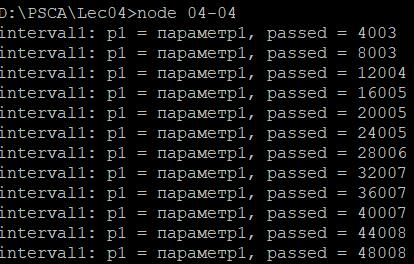 D:\PSCA\Lec04>node 04-04
interval1: p1 = параметр1, passed = 4003
interval1: p1 = параметр1, passed = 8003
interval1: p1 = параметр1, passed = 12004
interval1: p1 = параметр1, passed = 16005
interval1: p1 = параметр1, passed = 20005
interval1: p1 = параметр1, passed = 24005
interval1: p1 = параметр1, passed = 28006
interval1: p1 = параметр1, passed = 32007
interval1: p1 = параметр1, passed = 36007
interval1: p1 = параметр1, passed = 40007
interval1: p1 = параметр1, passed = 44008
interval1: p1 = параметр1, passed = 48008